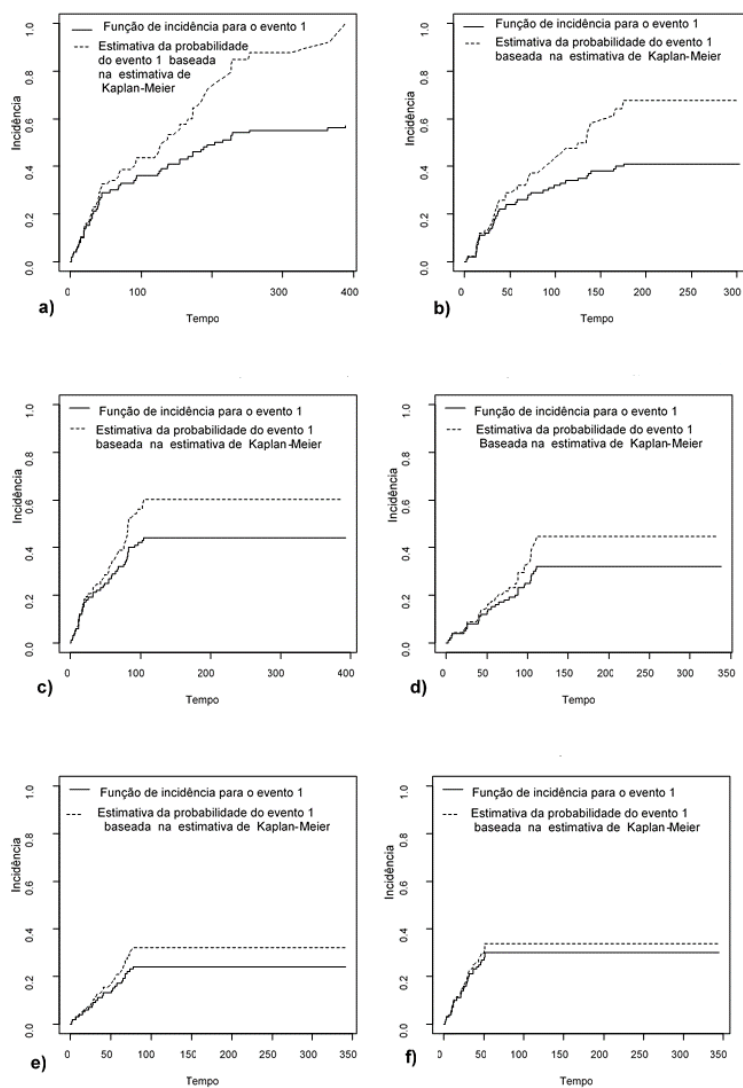 Função de incidência para o evento 1
Estimativa da probabilidade
do evento 1 baseada
na estimativa de
Kaplan-Meier
Incidência
1.0
0.8
0.6
0.4
0.2
0.0
0 100 200 300 400
Tempo
a)
Função de incidência para o evento 1
Estimativa da probabilidade do evento 1
baseada na estimativa de Kaplan-Meier
Incidência
1.0
0.8
0.6
0.4
0.2
0.0
0 50 100 150 200 250 300
Tempo
b)
Função de incidência para o evento 1
Estimativa da probabilidade do evento 1
baseada na estimativa de Kaplan-Meier
Incidência
1.0
0.8
0.6
0.4
0.2
0.0
0 100 200 300 400
Tempo
c)
Função de incidência para o evento 1
Estimativa da probabilidade do evento 1
Baseada na estimativa de Kaplan-Meier
Incidência
1.0
0.8
0.6
0.4
0.2
0.0
0 50 100 150 200 250 300 350
Tempo
d)
Função de incidência para o evento 1
Estimativa da probabilidade do evento 1
baseada na estimativa de Kaplan-Meier
Incidência
1.0
0.8
0.6
0.4
0.2
0.0
0 50 100 150 200 250 300 350
Tempo
e)
Função de incidência para o evento 1
Estimativa da probabilidade do evento 1
baseada na estimativa de Kaplan-Meier
Incidência
1.0
0.8
0.6
0.4
0.2
0.0
0 50 100 150 200 250 300 350
Tempo
f)